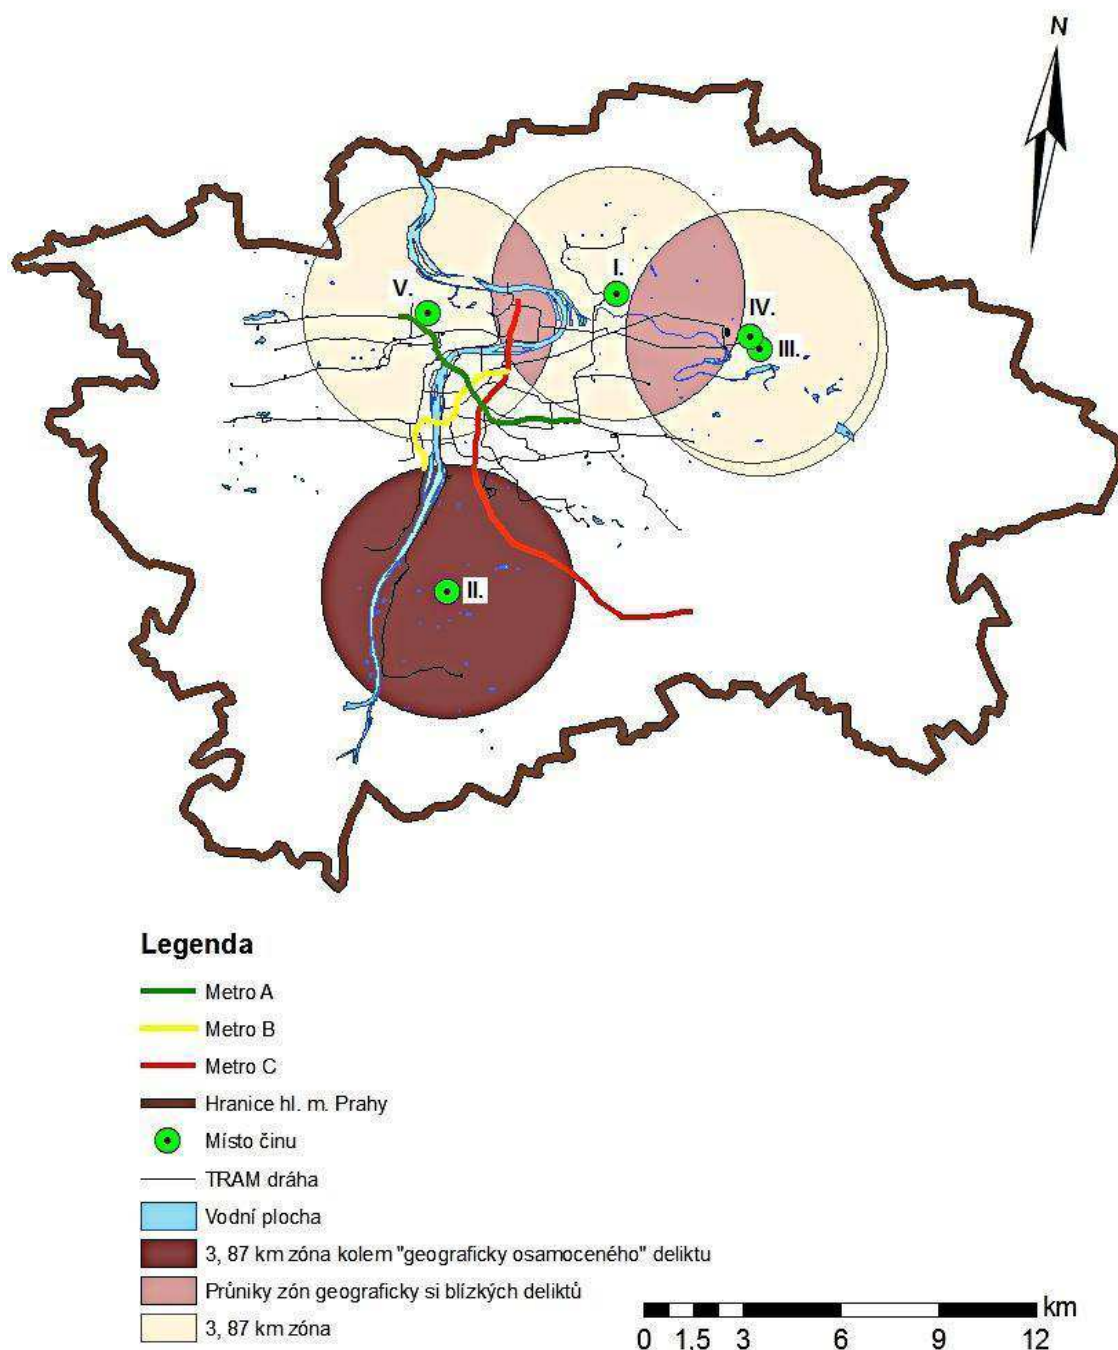 N
I.
V.
IV.
III.
II.
Legenda
Metro A
Metro B
Metro C
Hranice hl. m. Prahy
Místo činu
TRAM dráha
Vodní plocha
3, 87 km zóna kolem "geograficky osamoceného" deliktu
Průniky zón geograficky si blízkých deliktů
3, 87 km zóna
km
0 1,5 3 6 9 12